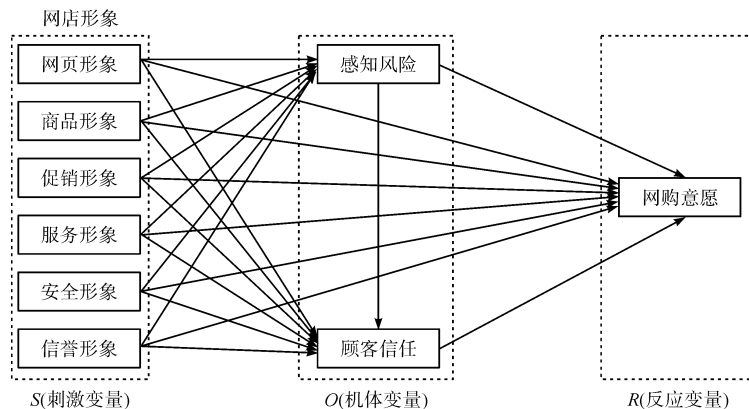 网店形象
网页形象
商品形象
促销形象
服务形象
安全形象
信誉形象
感知风险
顾客信任
网购意愿
S(刺激变量)
O(机体变量)
R(反应变量)